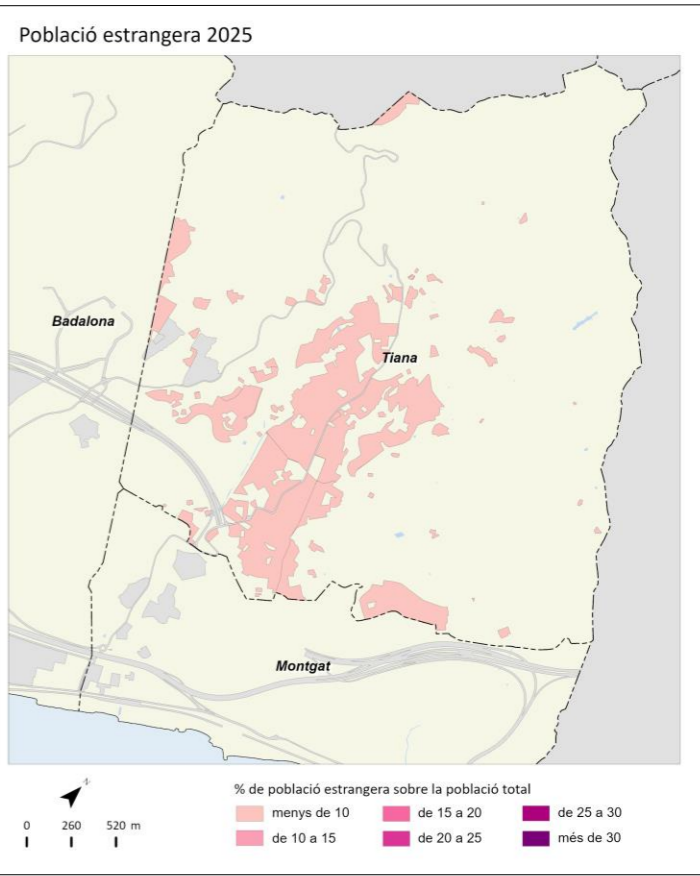 Població estrangera 2025
Badalona
Tiana
Montgat
% de població estrangera sobre la població total
menys de 10
de 15 a 20
de 25 a 30
de 10 a 15
de 20 a 25
més de 30
0 260 520 m